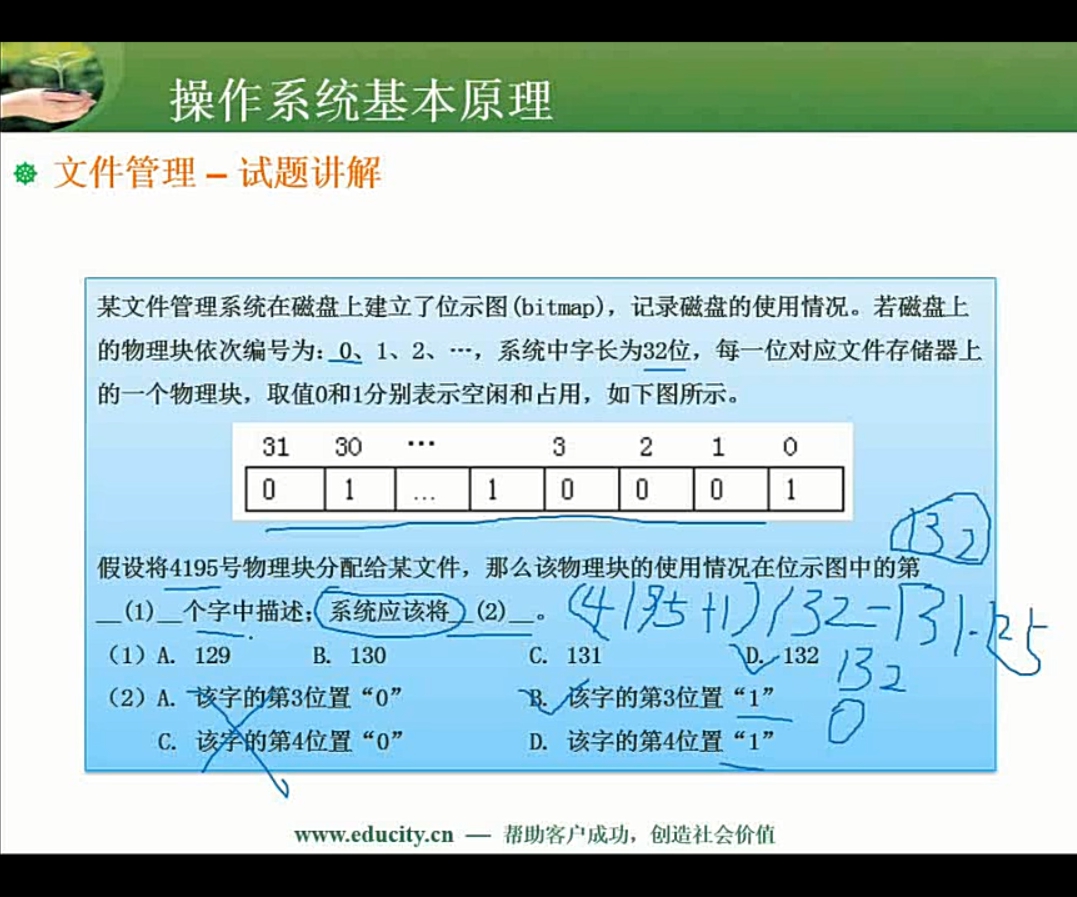 操作系统基本原理
文件管理 – 试题讲解
某文件管理系统在磁盘上建立了位示图(bitmap)，记录磁盘的使用情况。若磁盘上
的物理块依次编号为：0、1、2、…，系统中字长为32位，每一位对应文件存储器上
的一个物理块，取值0和1分别表示空闲和占用，如下图所示。
31 30 … 3 2 1 0
0 1 ... 1 0 0 0 1
132
假设将4195号物理块分配给某文件，那么该物理块的使用情况在位示图中的第
__(1)__个字中描述；系统应该将__(2)__。
(4195+1)/32=131.125
（1）A. 129 B. 130 C. 131 D. 132
132
（2）A. 该字的第3位置“0” B. 该字的第3位置“1”
0
C. 该字的第4位置“0” D. 该字的第4位置“1”
www.educity.cn — 帮助客户成功，创造社会价值